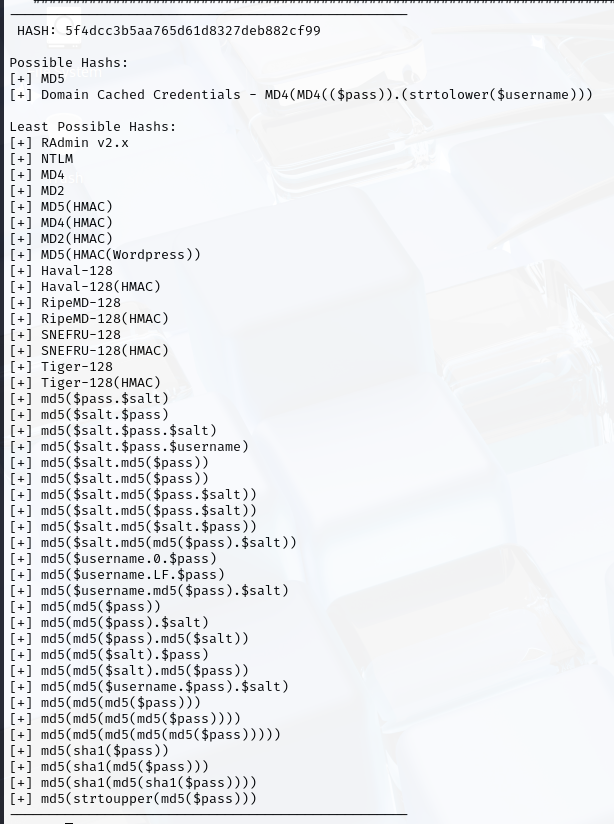 HASH: 5f4dcc3b5aa765d61d8327deb882cf99
Possible Hashes:
[+] MD5
[+] Domain Cached Credentials - MD4(MD4(($pass)).(strtolower($username)))
Least Possible Hashes:
[+] RAdmin v2.x
[+] NTLM
[+] MD4
[+] MD2
[+] MD5(HMAC)
[+] MD4(HMAC)
[+] MD2(HMAC)
[+] MD5(HMAC(Wordpress))
[+] Haval-128
[+] Haval-128(HMAC)
[+] RipeMD-128
[+] RipeMD-128(HMAC)
[+] SNEFRU-128
[+] SNEFRU-128(HMAC)
[+] Tiger-128
[+] Tiger-128(HMAC)
[+] md5($pass.$salt)
[+] md5($salt.$pass)
[+] md5($salt.$pass.$salt)
[+] md5($salt.$pass.$username)
[+] md5($salt.md5($pass))
[+] md5($salt.md5($pass))
[+] md5($salt.md5($pass.$salt))
[+] md5($salt.md5($pass.$salt))
[+] md5($salt.md5($salt.$pass))
[+] md5($salt.md5(md5($pass).$salt))
[+] md5($username.0.$pass)
[+] md5($username.LF.$pass)
[+] md5($username.md5($pass).$salt)
[+] md5(md5($pass))
[+] md5(md5($pass).$salt)
[+] md5(md5($pass).md5($salt))
[+] md5(md5($salt).$pass)
[+] md5(md5($salt).md5($pass))
[+] md5(md5($username.$pass).$salt)
[+] md5(md5(md5($pass)))
[+] md5(md5(md5(md5($pass))))
[+] md5(md5(md5(md5(md5($pass)))))
[+] md5(sha1($pass))
[+] md5(sha1(md5($pass)))
[+] md5(sha1(md5(sha1($pass))))
[+] md5(strtoupper(md5($pass)))